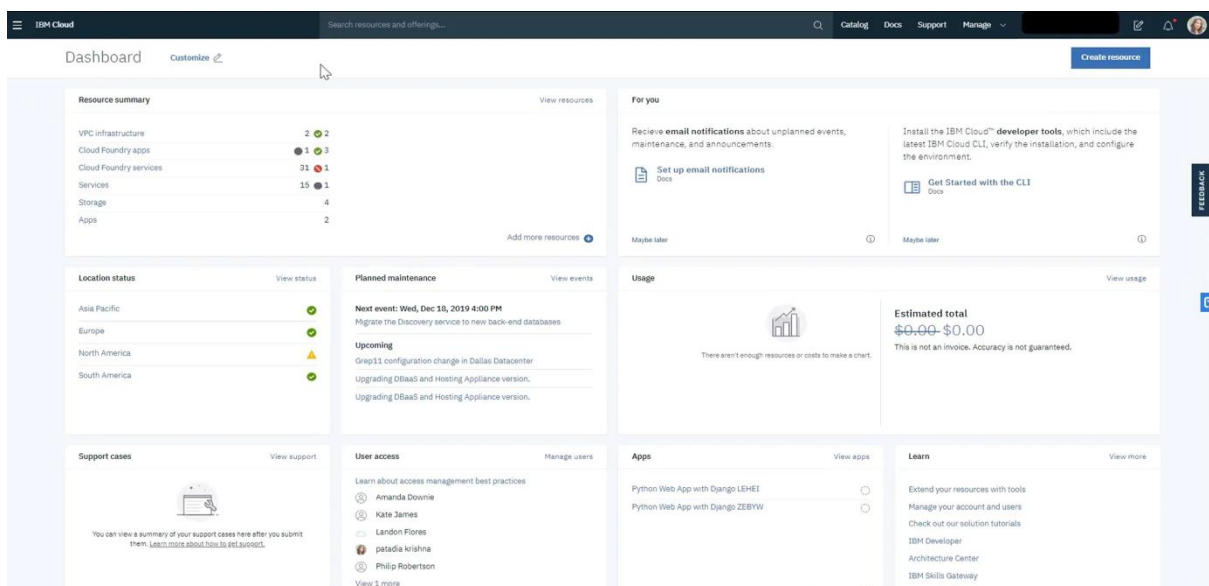 IBM Cloud
Search resources and offerings...
Catalog Docs Support Manage
Dashboard Customize
Create resource
Resource summary View resources
VPC infrastructure 2 2
Cloud Foundry apps 1 3
Cloud Foundry services 31 1
Services 15 1
Storage 4
Apps 2
Add more resources
For you
Recieve email notifications about unplanned events,
maintenance, and announcements.
Set up email notifications
Docs
Maybe later
Install the IBM Cloud™ developer tools, which include the
latest IBM Cloud CLI, verify the installation, and configure
the environment.
Get Started with the CLI
Docs
Maybe later
FEEDBACK
Location status View status
Asia Pacific
Europe
North America
South America
Planned maintenance View events
Next event: Wed, Dec 18, 2019 4:00 PM
Migrate the Discovery service to new back-end databases
Upcoming
Grep11 configuration change in Dallas Datacenter
Upgrading DBaaS and Hosting Appliance version.
Upgrading DBaaS and Hosting Appliance version.
Usage View usage
There aren't enough resources or costs to make a chart.
Estimated total
$0.00 $0.00
This is not an invoice. Accuracy is not guaranteed.
Support cases View support
You can view a summary of your support cases here after you submit
them. Learn more about how to get support.
User access Manage users
Learn about access management best practices
Amanda Downie
Kate James
Landon Flores
patadia krishna
Philip Robertson
View 1 more
Apps View apps
Python Web App with Django LEHEI
Python Web App with Django ZEBYW
Learn View more
Extend your resources with tools
Manage your account and users
Check out our solution tutorials
IBM Developer
Architecture Center
IBM Skills Gateway